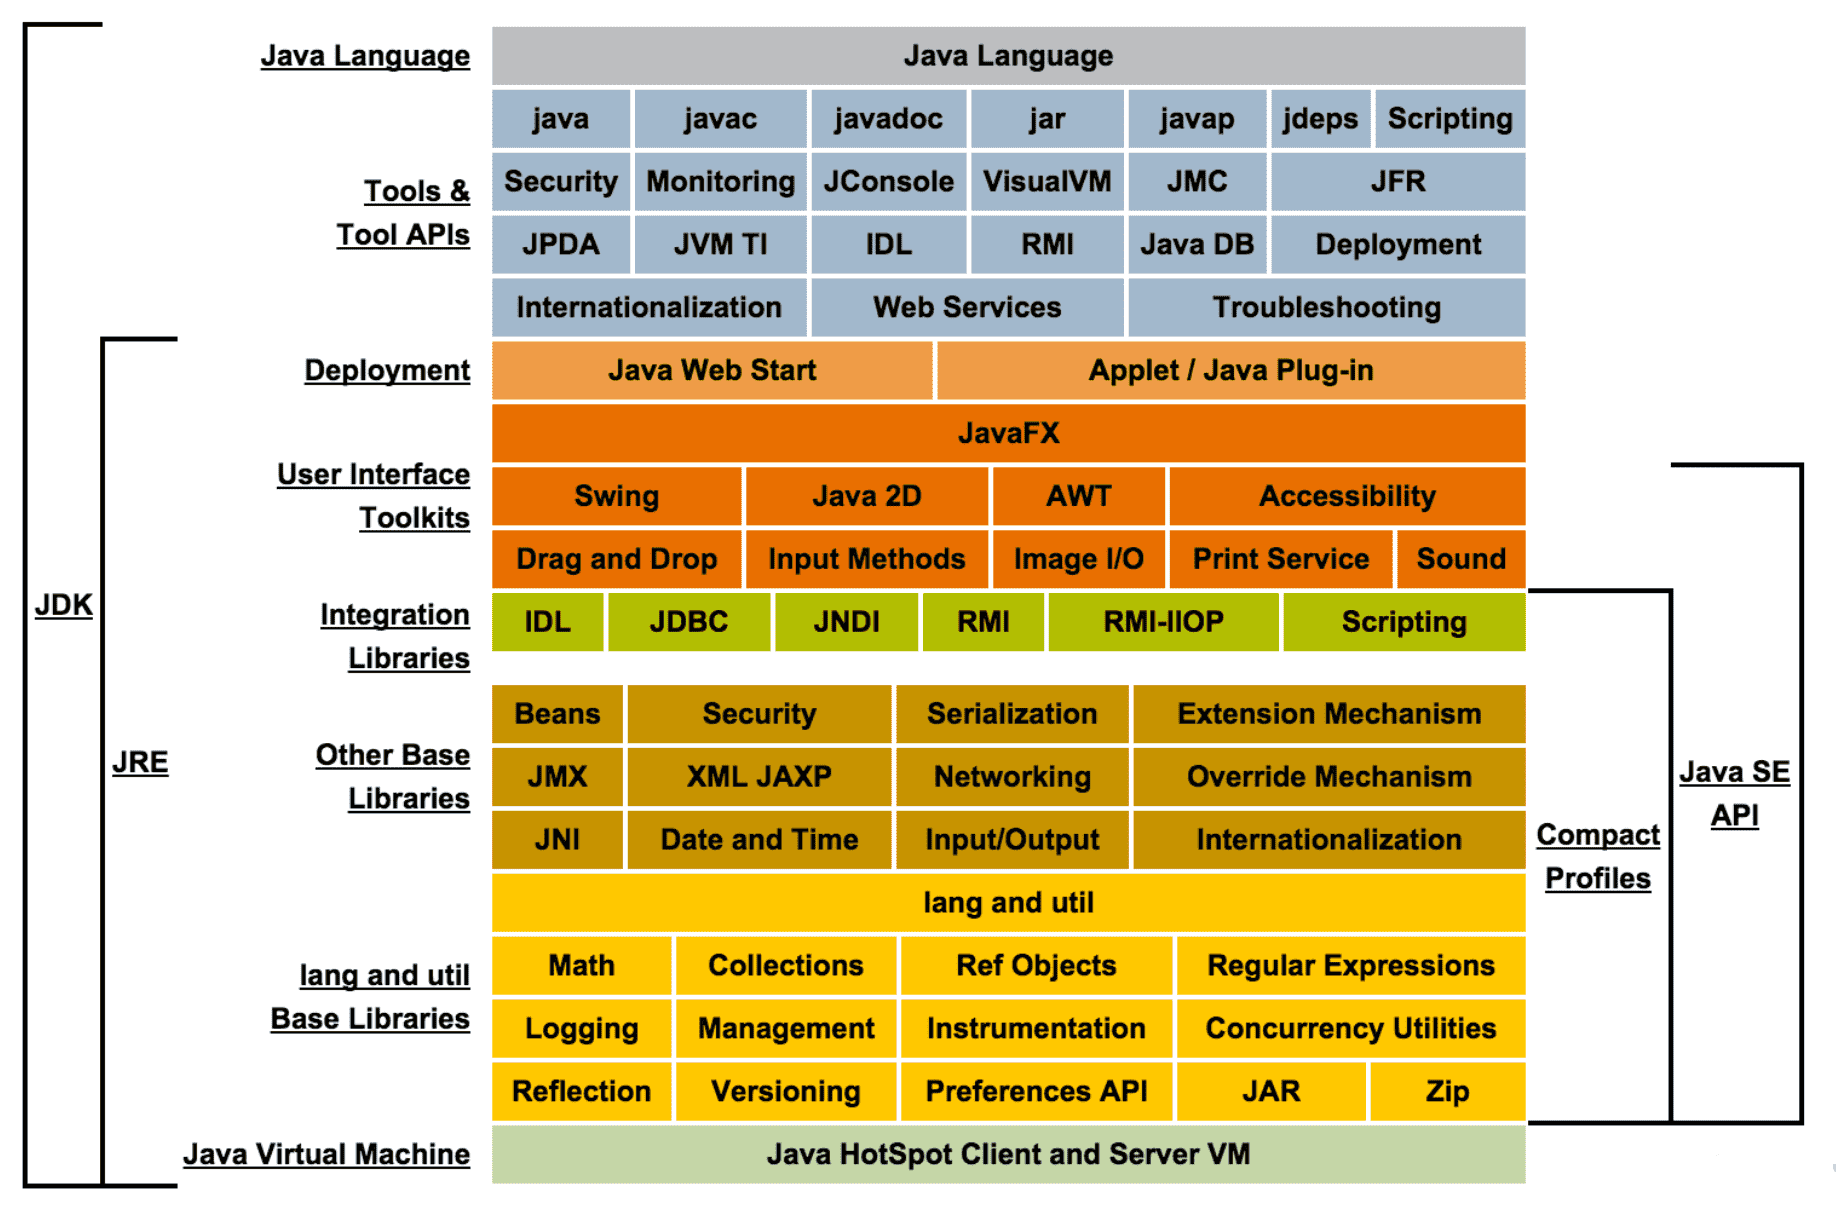 Java Language
Java Language
java javac javadoc jar javap jdeps Scripting
Tools &
Tool APIs
Security Monitoring JConsole VisualVM JMC JFR
JPDA JVM TI IDL RMI Java DB Deployment
Internationalization Web Services Troubleshooting
Deployment
Java Web Start Applet / Java Plug-in
JavaFX
User Interface
Toolkits
Swing Java 2D AWT Accessibility
Drag and Drop Input Methods Image I/O Print Service Sound
JDK
Integration
Libraries
IDL JDBC JNDI RMI RMI-IIOP Scripting
Beans Security Serialization Extension Mechanism
JRE
Other Base
Libraries
JMX XML JAXP Networking Override Mechanism
Java SE
API
JNI Date and Time Input/Output Internationalization
Compact
Profiles
lang and util
lang and util
Base Libraries
Math Collections Ref Objects Regular Expressions
Logging Management Instrumentation Concurrency Utilities
Reflection Versioning Preferences API JAR Zip
Java Virtual Machine
Java HotSpot Client and Server VM